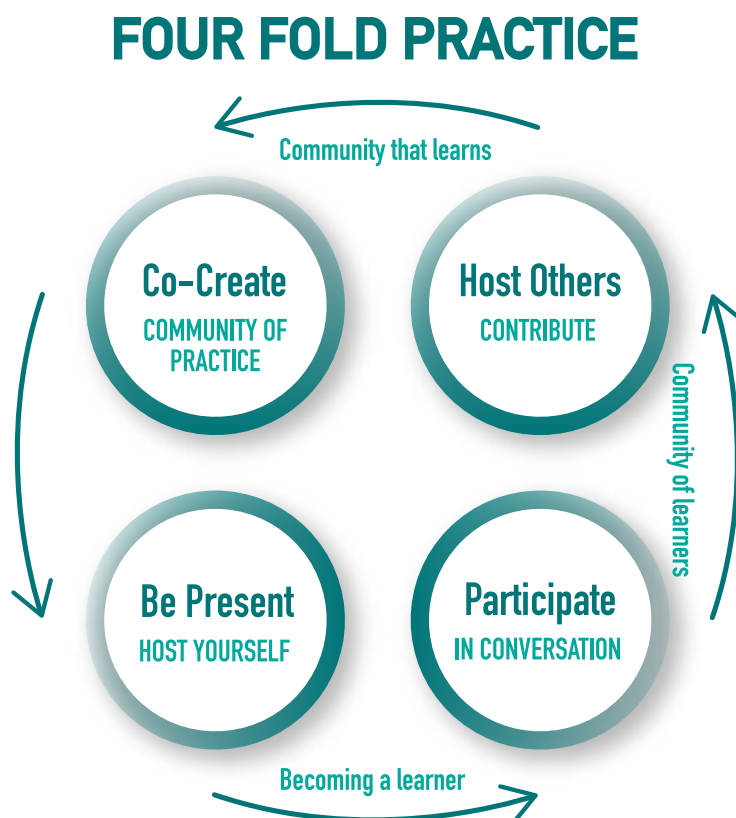 FOUR FOLD PRACTICE
Community that learns
Co-Create
COMMUNITY OF
PRACTICE
Host Others
CONTRIBUTE
Community of learners
Be Present
HOST YOURSELF
Participate
IN CONVERSATION
Becoming a learner